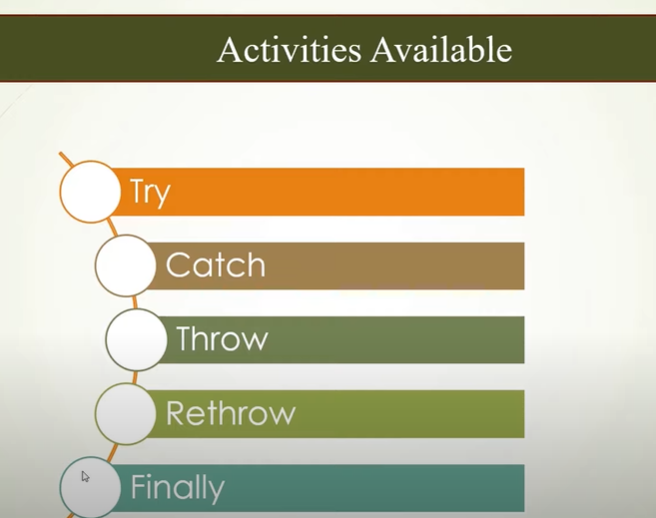 Activities Available
Try
Catch
Throw
Rethrow
Finally